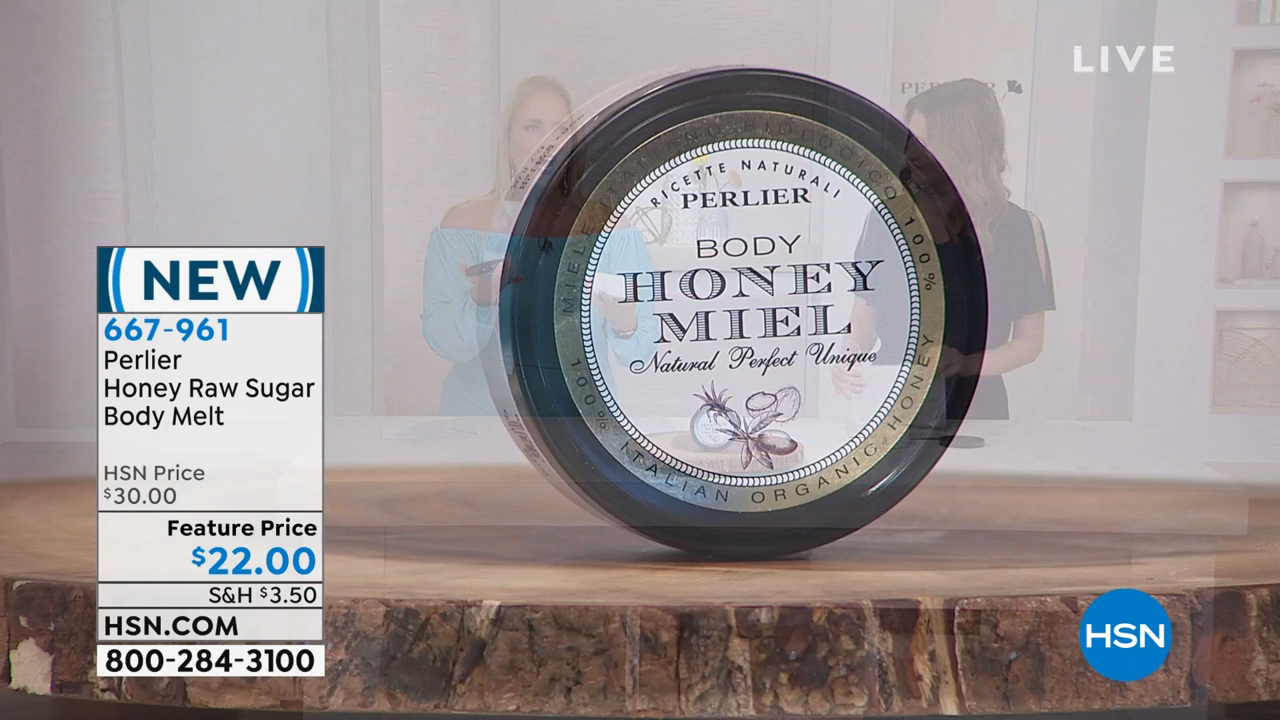 LIVE
PERLIER
MIELE ITALIANO BIOLOGICO 100%
RICETTE NATURALI
PERLIER
BODY
HONEY
MIEL
Natural Perfect Unique
100% ITALIAN ORGANIC HONEY
NEW
667-961
Perlier
Honey Raw Sugar
Body Melt
HSN Price
$30.00
Feature Price
$22.00
S&H $3.50
HSN.COM
800-284-3100
HSN